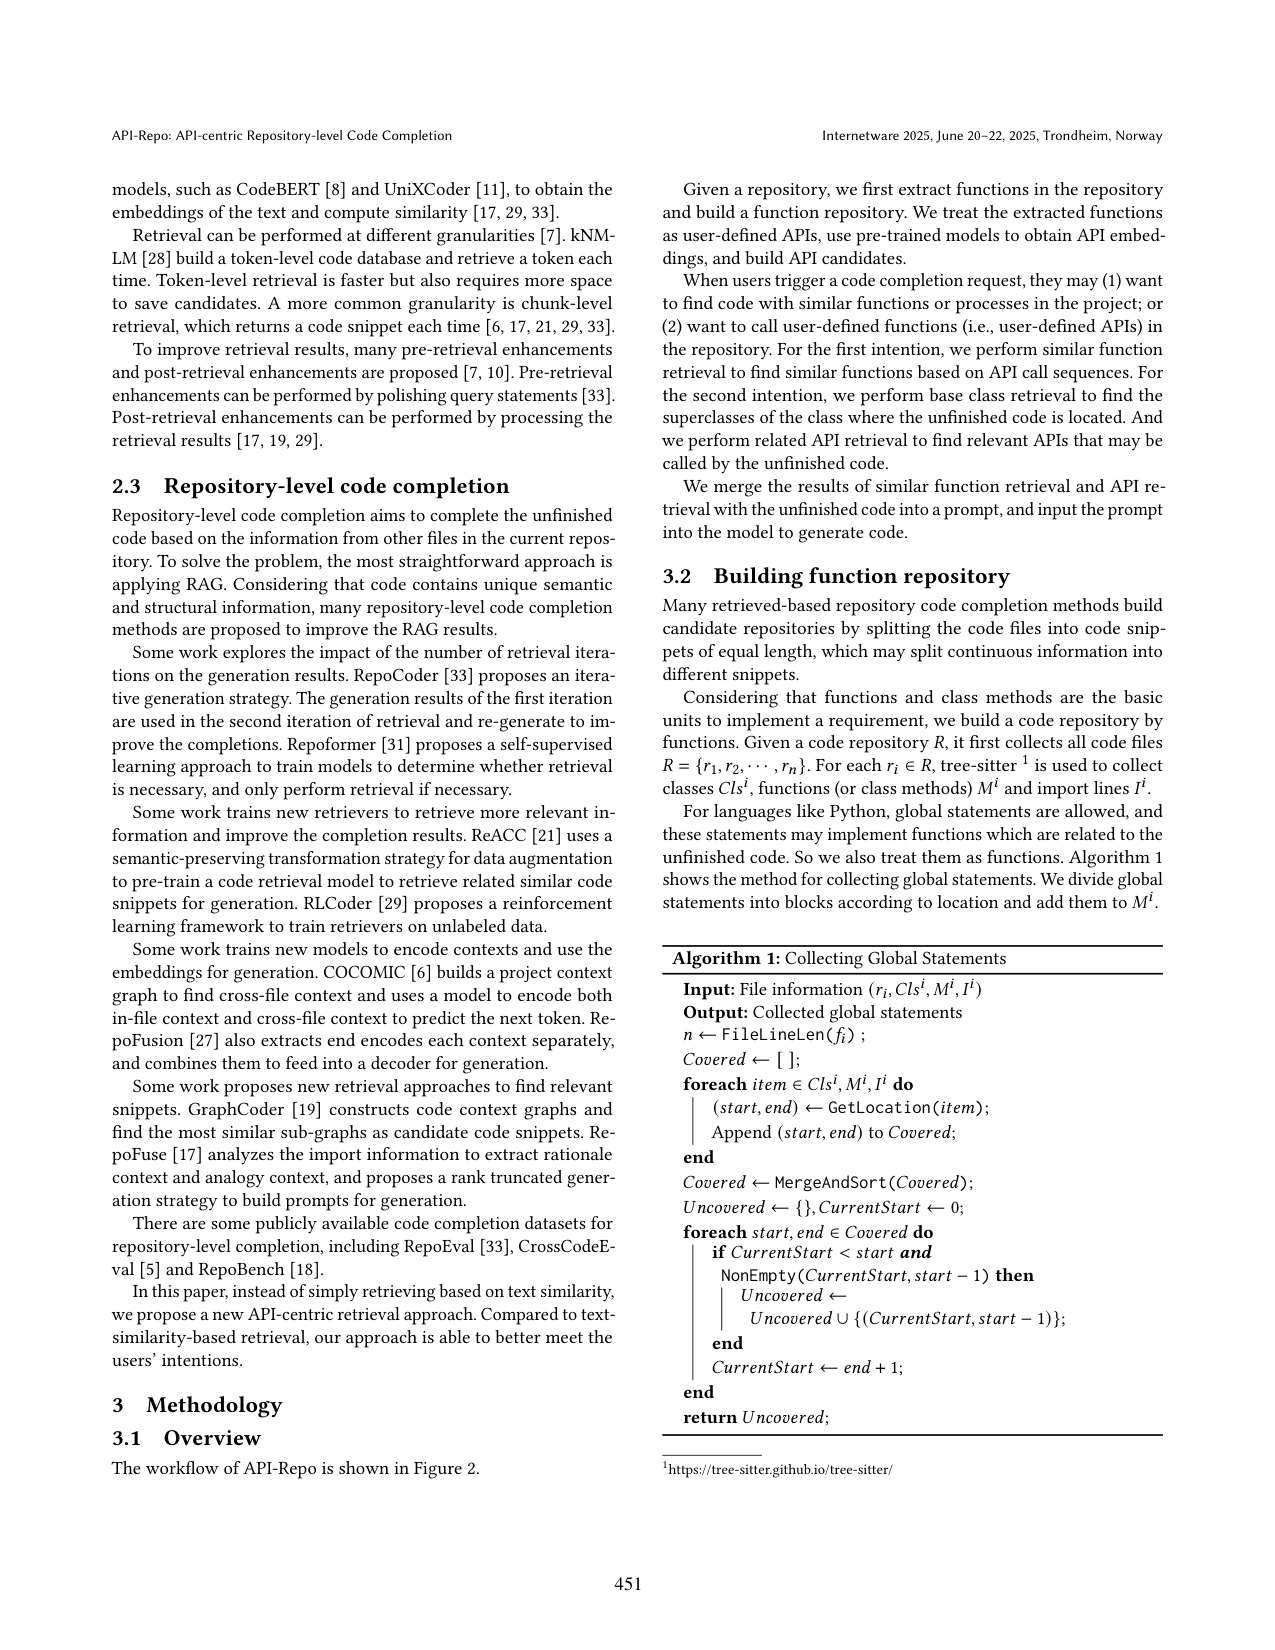 API-Repo: API-centric Repository-level Code Completion
Internetware 2025, June 20–22, 2025, Trondheim, Norway
models, such as CodeBERT [8] and UniXCoder [11], to obtain the
embeddings of the text and compute similarity [17, 29, 33].
Retrieval can be performed at different granularities [7]. kNM-
LM [28] build a token-level code database and retrieve a token each
time. Token-level retrieval is faster but also requires more space
to save candidates. A more common granularity is chunk-level
retrieval, which returns a code snippet each time [6, 17, 21, 29, 33].
To improve retrieval results, many pre-retrieval enhancements
and post-retrieval enhancements are proposed [7, 10]. Pre-retrieval
enhancements can be performed by polishing query statements [33].
Post-retrieval enhancements can be performed by processing the
retrieval results [17, 19, 29].
2.3 Repository-level code completion
Repository-level code completion aims to complete the unfinished
code based on the information from other files in the current repos-
itory. To solve the problem, the most straightforward approach is
applying RAG. Considering that code contains unique semantic
and structural information, many repository-level code completion
methods are proposed to improve the RAG results.
Some work explores the impact of the number of retrieval itera-
tions on the generation results. RepoCoder [33] proposes an itera-
tive generation strategy. The generation results of the first iteration
are used in the second iteration of retrieval and re-generate to im-
prove the completions. Repoformer [31] proposes a self-supervised
learning approach to train models to determine whether retrieval
is necessary, and only perform retrieval if necessary.
Some work trains new retrievers to retrieve more relevant in-
formation and improve the completion results. ReACC [21] uses a
semantic-preserving transformation strategy for data augmentation
to pre-train a code retrieval model to retrieve related similar code
snippets for generation. RLCoder [29] proposes a reinforcement
learning framework to train retrievers on unlabeled data.
Some work trains new models to encode contexts and use the
embeddings for generation. COCOMIC [6] builds a project context
graph to find cross-file context and uses a model to encode both
in-file context and cross-file context to predict the next token. Re-
poFusion [27] also extracts end encodes each context separately,
and combines them to feed into a decoder for generation.
Some work proposes new retrieval approaches to find relevant
snippets. GraphCoder [19] constructs code context graphs and
find the most similar sub-graphs as candidate code snippets. Re-
poFuse [17] analyzes the import information to extract rationale
context and analogy context, and proposes a rank truncated gener-
ation strategy to build prompts for generation.
There are some publicly available code completion datasets for
repository-level completion, including RepoEval [33], CrossCodeE-
val [5] and RepoBench [18].
In this paper, instead of simply retrieving based on text similarity,
we propose a new API-centric retrieval approach. Compared to text-
similarity-based retrieval, our approach is able to better meet the
users' intentions.
3 Methodology
3.1 Overview
The workflow of API-Repo is shown in Figure 2.
Given a repository, we first extract functions in the repository
and build a function repository. We treat the extracted functions
as user-defined APIs, use pre-trained models to obtain API embed-
dings, and build API candidates.
When users trigger a code completion request, they may (1) want
to find code with similar functions or processes in the project; or
(2) want to call user-defined functions (i.e., user-defined APIs) in
the repository. For the first intention, we perform similar function
retrieval to find similar functions based on API call sequences. For
the second intention, we perform base class retrieval to find the
superclasses of the class where the unfinished code is located. And
we perform related API retrieval to find relevant APIs that may be
called by the unfinished code.
We merge the results of similar function retrieval and API re-
trieval with the unfinished code into a prompt, and input the prompt
into the model to generate code.
3.2 Building function repository
Many retrieved-based repository code completion methods build
candidate repositories by splitting the code files into code snip-
pets of equal length, which may split continuous information into
different snippets.
Considering that functions and class methods are the basic
units to implement a requirement, we build a code repository by
functions. Given a code repository R, it first collects all code files
R = {r₁, r₂, ⋯ , rₙ}. For each rᵢ ∈ R, tree-sitter ¹ is used to collect
classes Clsⁱ, functions (or class methods) Mⁱ and import lines Iⁱ.
For languages like Python, global statements are allowed, and
these statements may implement functions which are related to the
unfinished code. So we also treat them as functions. Algorithm 1
shows the method for collecting global statements. We divide global
statements into blocks according to location and add them to Mⁱ.
Algorithm 1: Collecting Global Statements
Input: File information (rᵢ, Clsⁱ, Mⁱ, Iⁱ)
Output: Collected global statements
n ← FileLineLen(fᵢ) ;
Covered ← [ ];
foreach item ∈ Clsⁱ, Mⁱ, Iⁱ do
(start, end) ← GetLocation(item);
Append (start, end) to Covered;
end
Covered ← MergeAndSort(Covered);
Uncovered ← {}, CurrentStart ← 0;
foreach start, end ∈ Covered do
if CurrentStart < start and
NonEmpty(CurrentStart, start − 1) then
Uncovered ←
Uncovered ∪ {(CurrentStart, start − 1)};
end
CurrentStart ← end + 1;
end
return Uncovered;
¹https://tree-sitter.github.io/tree-sitter/
451